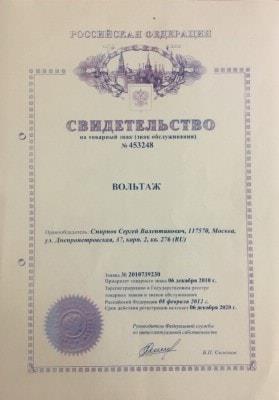 РОССИЙСКАЯ ФЕДЕРАЦИЯ
СВИДЕТЕЛЬСТВО
на товарный знак (знак обслуживания)
№ 453248
ВОЛЬТАЖ
Правообладатель: Смирнов Сергей Валентинович, 117570, Москва,
ул. Днепропетровская, 37, корп. 2, кв. 276 (RU)
Заявка № 2010739230
Приоритет товарного знака 06 декабря 2010 г.
Зарегистрировано в Государственном реестре
товарных знаков и знаков обслуживания
Российской Федерации 08 февраля 2012 г.
Срок действия регистрации истекает 06 декабря 2020 г.
Руководитель Федеральной службы
по интеллектуальной собственности
Б.П. Симонов